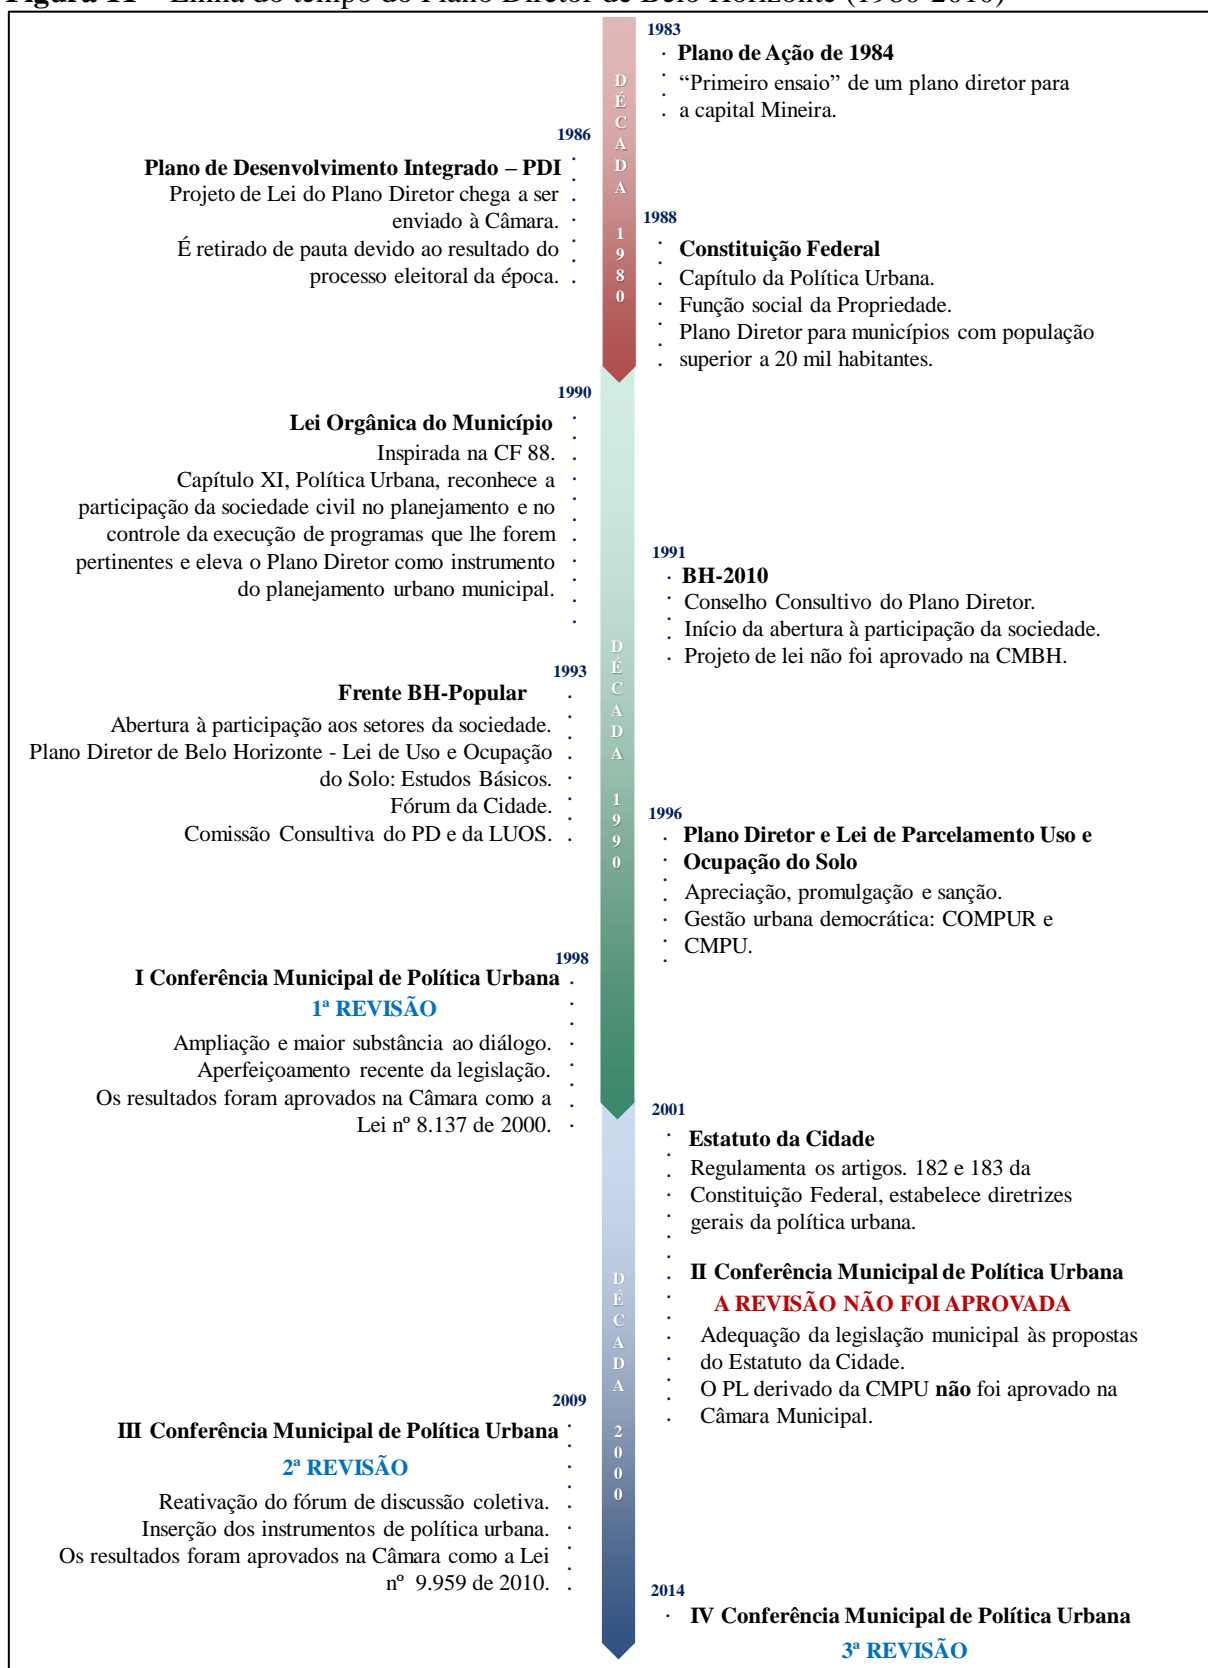 Figura 11 – Linha do tempo do Plano Diretor de Belo Horizonte (1980-2010)
1983
Plano de Ação de 1984
“Primeiro ensaio” de um plano diretor para
a capital Mineira.
DÉCADA 1980
1986
Plano de Desenvolvimento Integrado – PDI
Projeto de Lei do Plano Diretor chega a ser
enviado à Câmara.
É retirado de pauta devido ao resultado do
processo eleitoral da época.
1988
Constituição Federal
Capítulo da Política Urbana.
Função social da Propriedade.
Plano Diretor para municípios com população
superior a 20 mil habitantes.
1990
Lei Orgânica do Município
Inspirada na CF 88.
Capítulo XI, Política Urbana, reconhece a
participação da sociedade civil no planejamento e no
controle da execução de programas que lhe forem
pertinentes e eleva o Plano Diretor como instrumento
do planejamento urbano municipal.
1991
BH-2010
Conselho Consultivo do Plano Diretor.
Início da abertura à participação da sociedade.
Projeto de lei não foi aprovado na CMBH.
DÉCADA 1990
1993
Frente BH-Popular
Abertura à participação aos setores da sociedade.
Plano Diretor de Belo Horizonte - Lei de Uso e Ocupação
do Solo: Estudos Básicos.
Fórum da Cidade.
Comissão Consultiva do PD e da LUOS.
1996
Plano Diretor e Lei de Parcelamento Uso e
Ocupação do Solo
Apreciação, promulgação e sanção.
Gestão urbana democrática: COMPUR e
CMPU.
1998
I Conferência Municipal de Política Urbana
1ª REVISÃO
Ampliação e maior substância ao diálogo.
Aperfeiçoamento recente da legislação.
Os resultados foram aprovados na Câmara como a
Lei nº 8.137 de 2000.
2001
Estatuto da Cidade
Regulamenta os artigos. 182 e 183 da
Constituição Federal, estabelece diretrizes
gerais da política urbana.
II Conferência Municipal de Política Urbana
A REVISÃO NÃO FOI APROVADA
Adequação da legislação municipal às propostas
do Estatuto da Cidade.
O PL derivado da CMPU não foi aprovado na
Câmara Municipal.
DÉCADA 2000
2009
III Conferência Municipal de Política Urbana
2ª REVISÃO
Reativação do fórum de discussão coletiva.
Inserção dos instrumentos de política urbana.
Os resultados foram aprovados na Câmara como a Lei
nº 9.959 de 2010.
2014
IV Conferência Municipal de Política Urbana
3ª REVISÃO